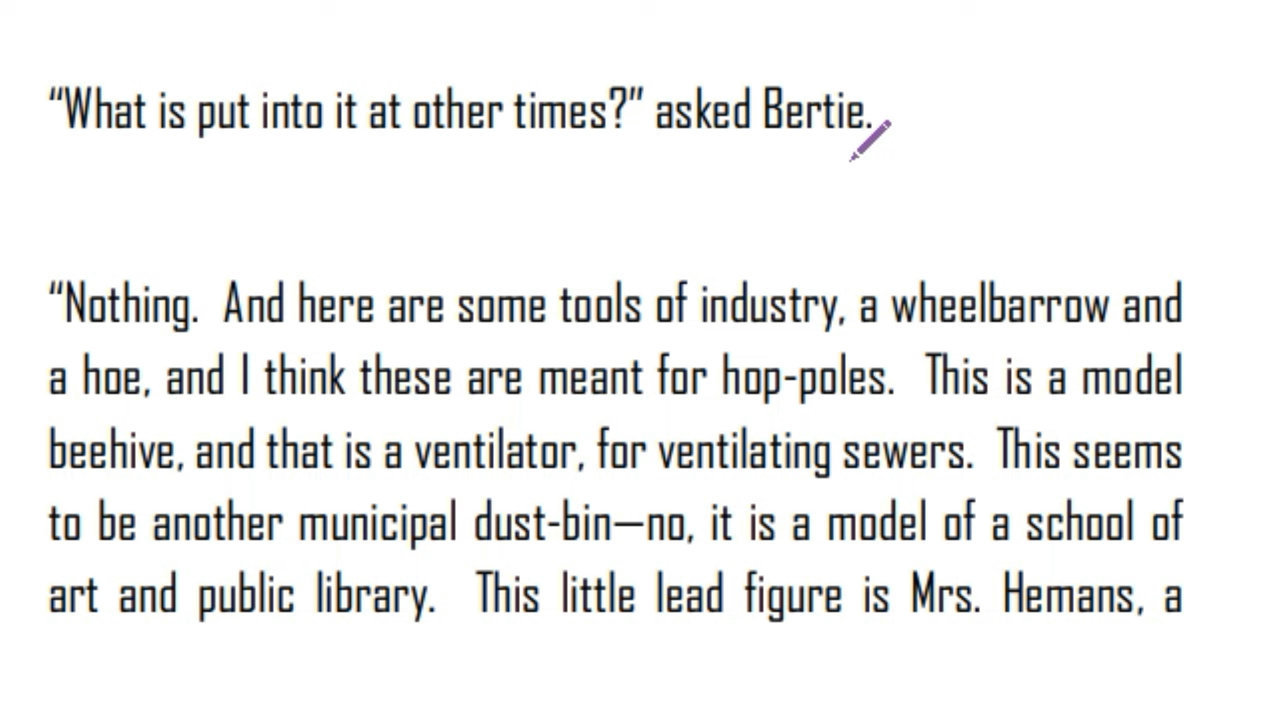 “What is put into it at other times?” asked Bertie.
“Nothing.  And here are some tools of industry, a wheelbarrow and
a hoe, and I think these are meant for hop-poles.  This is a model
beehive, and that is a ventilator, for ventilating sewers.  This seems
to be another municipal dust-bin—no, it is a model of a school of
art and public library.  This little lead figure is Mrs. Hemans, a